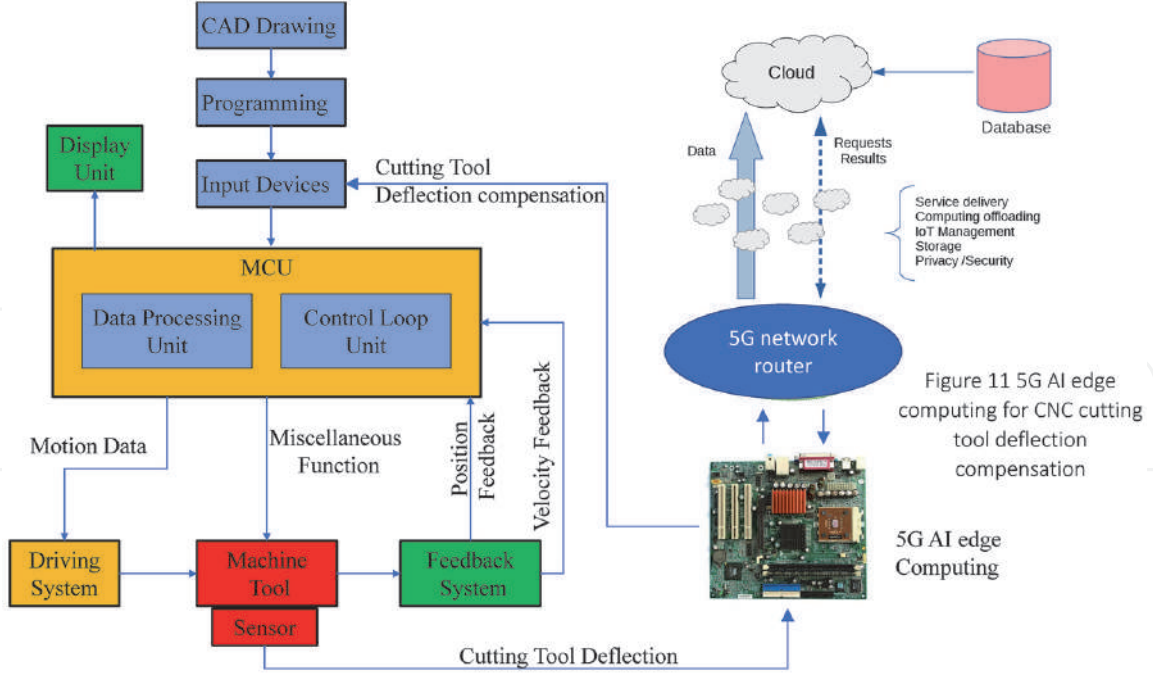 CAD Drawing
Programming
Display
Unit
Input Devices
Cutting Tool
Deflection compensation
MCU
Data Processing
Unit
Control Loop
Unit
Motion Data
Miscellaneous
Function
Position
Feedback
Velocity Feedback
Driving
System
Machine
Tool
Feedback
System
Sensor
Cutting Tool Deflection
Cloud
Database
Data
Requests
Results
Service delivery
Computing offloading
IoT Management
Storage
Privacy /Security
5G network
router
Figure 11 5G AI edge
computing for CNC cutting
tool deflection
compensation
5G AI edge
Computing